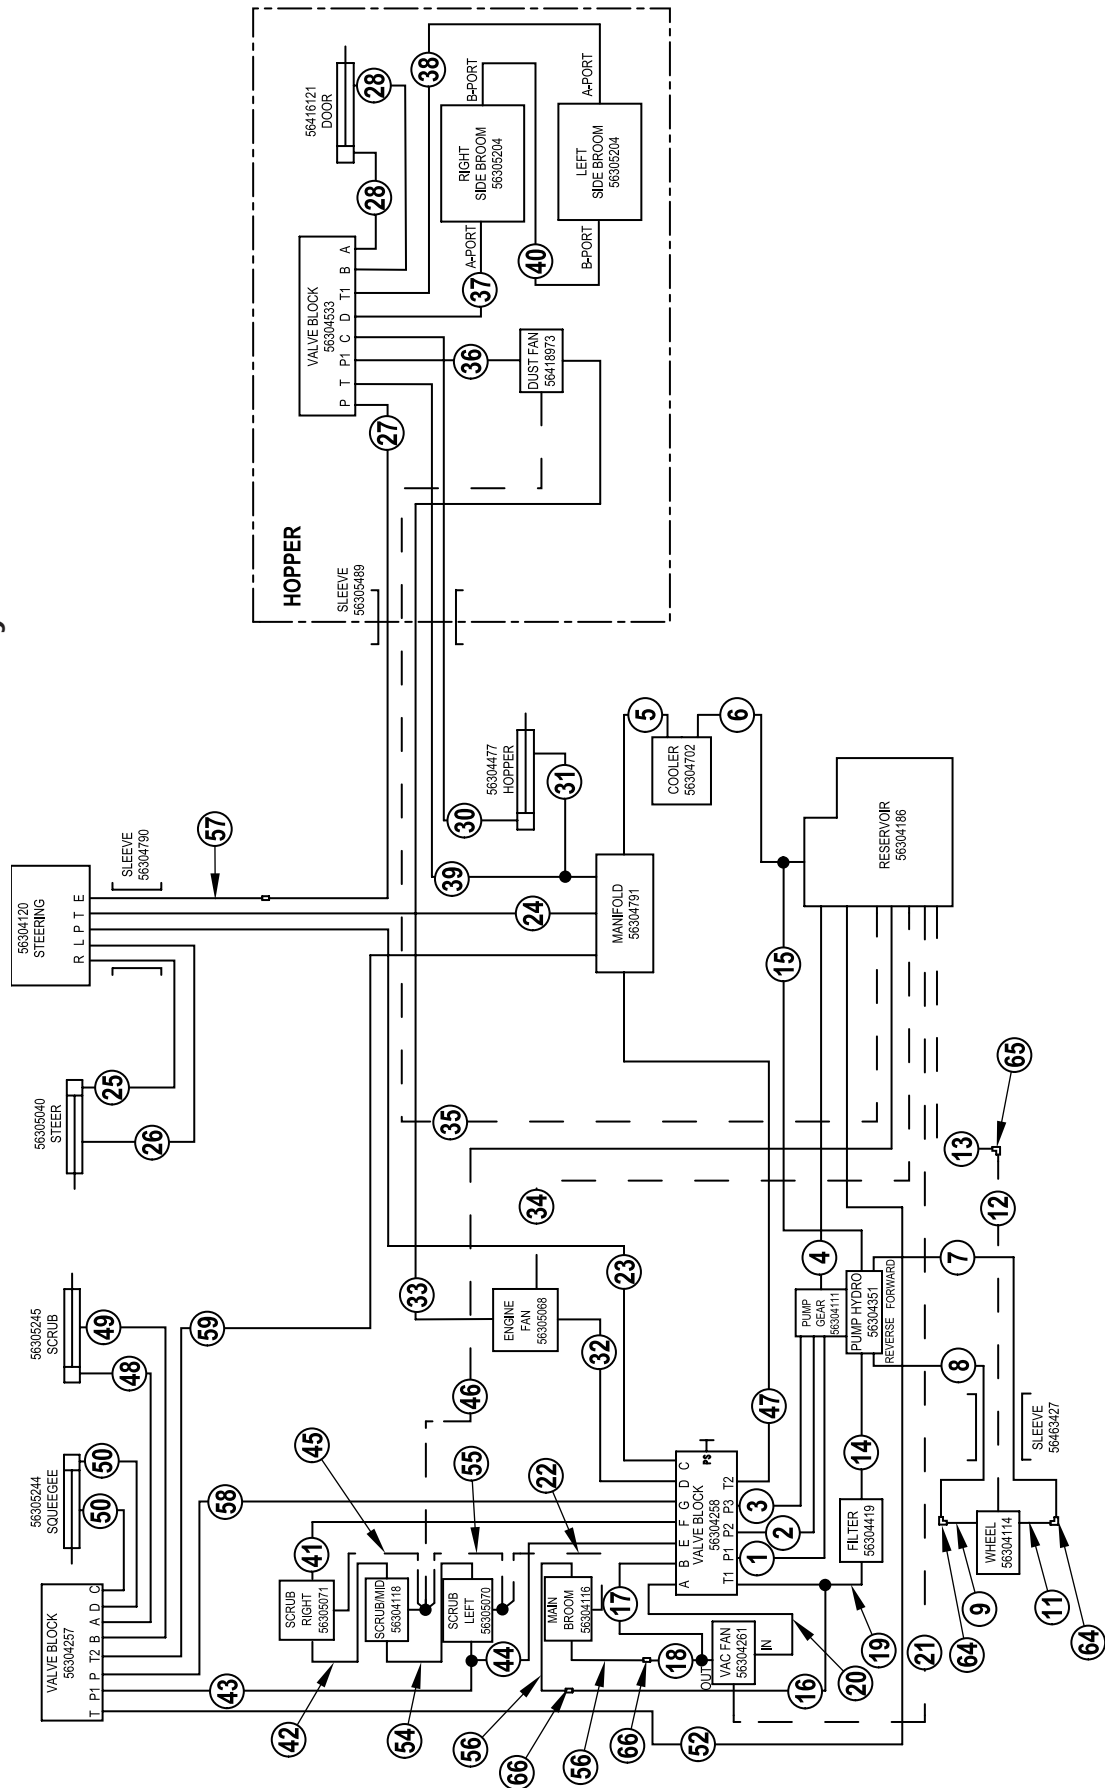 56304120
STEERING
R L P T E
SLEEVE
56304790
57
56305040
STEER
25
26
56305245
SCRUB
49
48
59
56305244
SQUEEGEE
50
50
58
VALVE BLOCK
56304257
T P1 P T2 B A D C
43
52
HOPPER
SLEEVE
56305489
VALVE BLOCK
56304533
P T P1 C D T1 B A
27
56416121
DOOR
28
28
38
RIGHT
SIDE BROOM
56305204
A-PORT
B-PORT
37
40
LEFT
SIDE BROOM
56305204
B-PORT
A-PORT
36
DUST FAN
56418973
56304477
HOPPER
30
31
39
24
MANIFOLD
56304791
5
COOLER
56304702
6
RESERVOIR
56304186
15
35
34
33
ENGINE
FAN
56305068
32
23
46
47
45
55
22
41
SCRUB
RIGHT
56305071
42
SCRUB/MID
56304118
54
SCRUB
LEFT
56305070
44
MAIN
BROOM
56304116
56
66
56
66
17
18
OUT
VAC FAN
56304261
IN
16
20
VALVE BLOCK
56304258
A B E F G D C
T1 P1 P2 P3 T2
PS
1
2
3
4
PUMP
GEAR
56304111
PUMP HYDRO
56304351
REVERSE FORWARD
7
8
14
FILTER
56304419
19
21
SLEEVE
56463427
WHEEL
56304114
9
11
64
64
12
13
65